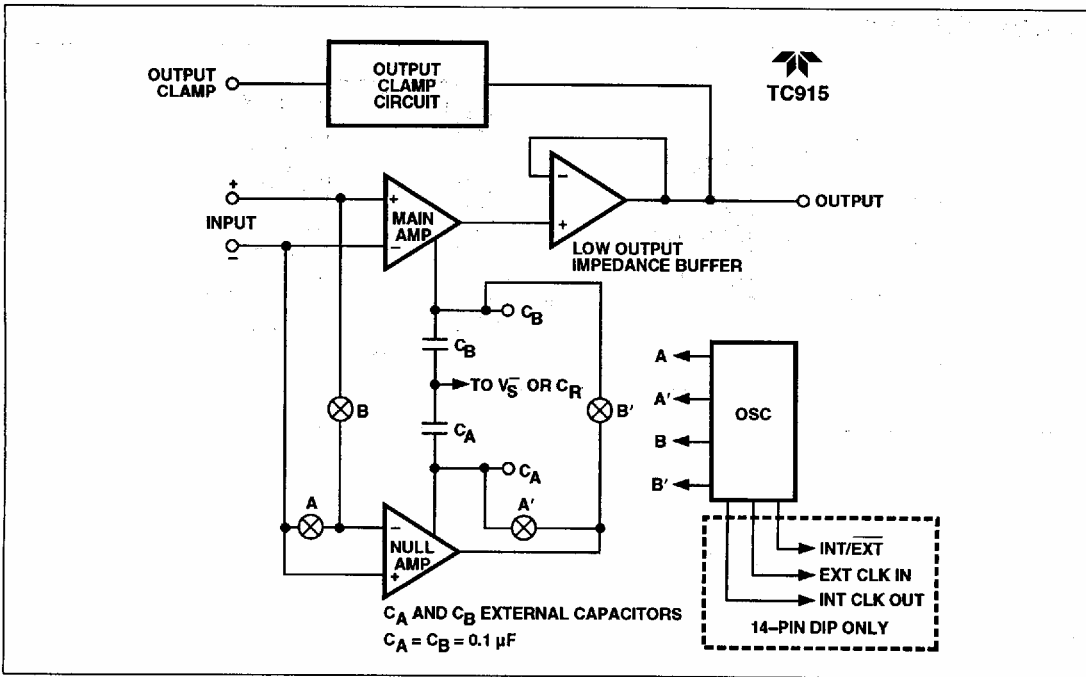 OUTPUT
CLAMP
OUTPUT
CLAMP
CIRCUIT
TC915
+
INPUT
–
+
MAIN
AMP
–
–
+
OUTPUT
LOW OUTPUT
IMPEDANCE BUFFER
C_B
C_B
TO V_S^– OR C_R
B
B′
C_A
C_A
A
A′
–
NULL
AMP
+
C_A AND C_B EXTERNAL CAPACITORS
C_A = C_B = 0.1 µF
A
A′
B
B′
OSC
INT/E̅X̅T̅
EXT CLK IN
INT CLK OUT
14–PIN DIP ONLY